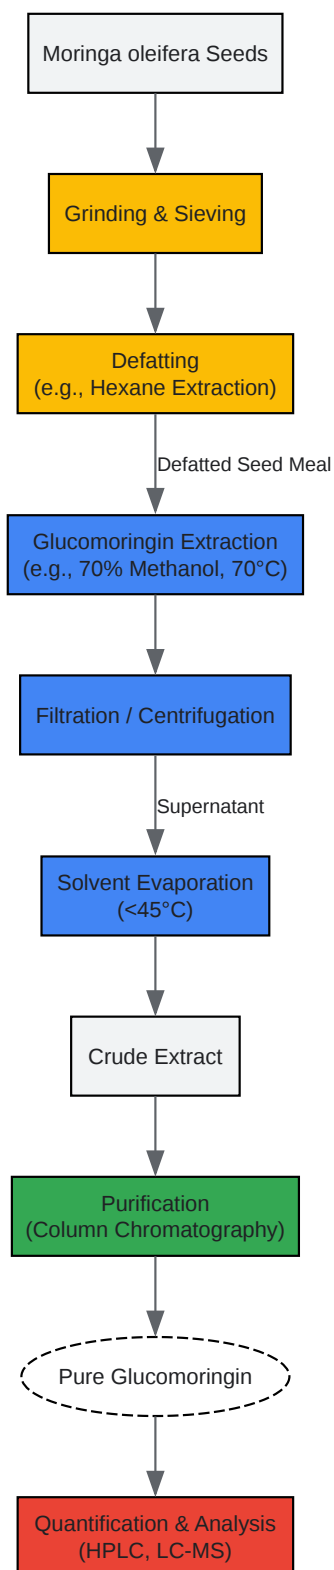 Moringa oleifera Seeds
Grinding & Sieving
Defatting
(e.g., Hexane Extraction)
Defatted Seed Meal
Glucomoringin Extraction
(e.g., 70% Methanol, 70°C)
Filtration / Centrifugation
Supernatant
Solvent Evaporation
(<45°C)
Crude Extract
Purification
(Column Chromatography)
Pure Glucomoringin
Quantification & Analysis
(HPLC, LC-MS)